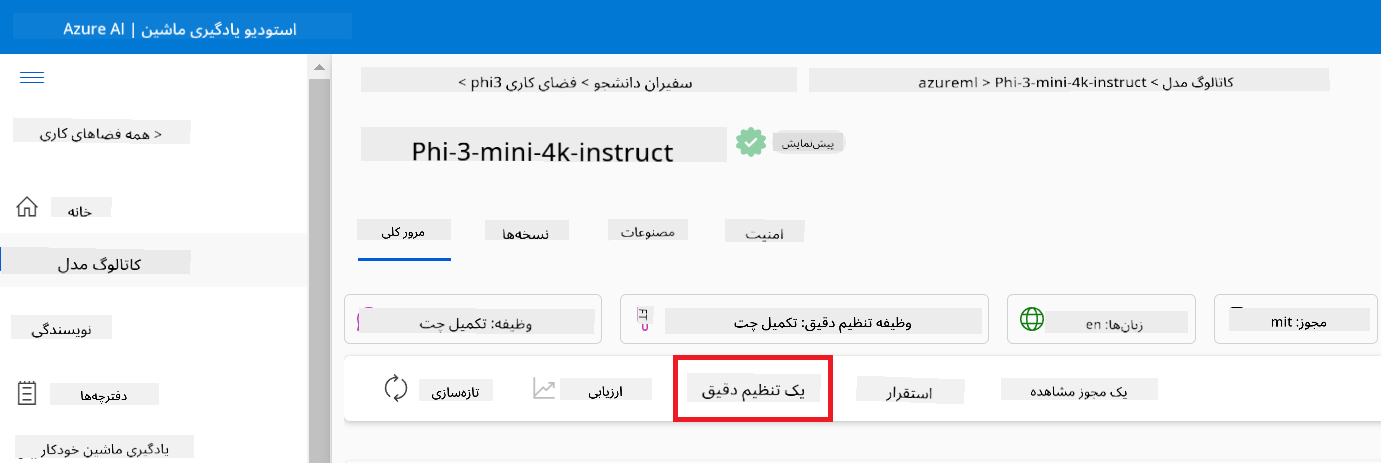 Azure AI | استودیو یادگیری ماشین
< همه فضاهای کاری
خانه
کاتالوگ مدل
نویسندگی
دفترچه‌ها
یادگیری ماشین خودکار
سفیران دانشجو > فضای کاری phi3 >
کاتالوگ مدل > azureml > Phi-3-mini-4k-instruct
Phi-3-mini-4k-instruct
پیش‌نمایش
مرور کلی
نسخه‌ها
مصنوعات
امنیت
وظیفه: تکمیل چت
FT
وظیفه تنظیم دقیق: تکمیل چت
زبان‌ها: en
مجوز: mit
تازه‌سازی
ارزیابی
یک تنظیم دقیق
استقرار
یک مجوز مشاهده